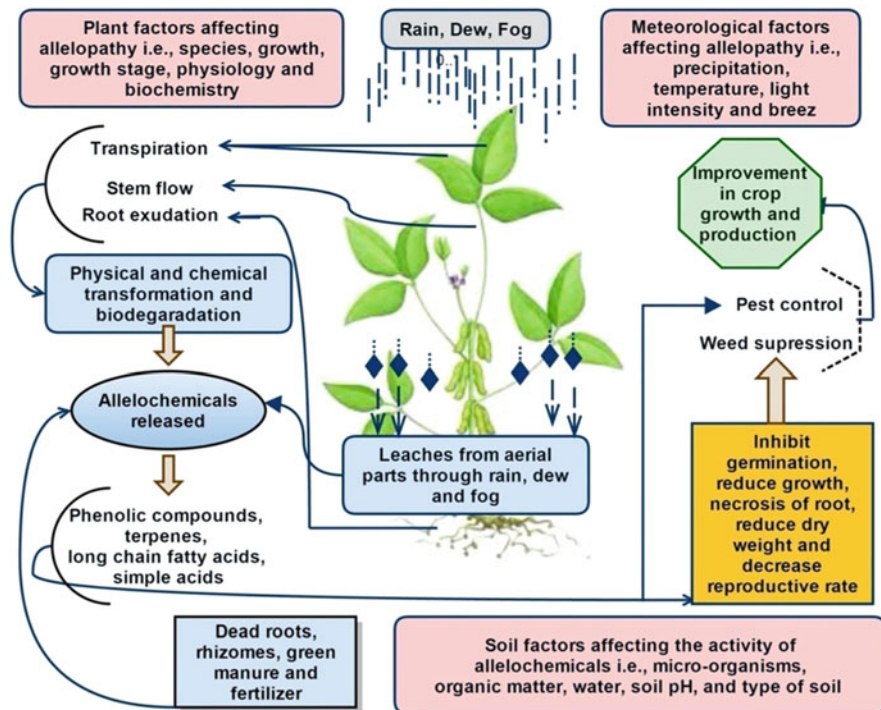 Plant factors affecting
allelopathy i.e., species, growth,
growth stage, physiology and
biochemistry
Rain, Dew, Fog
Meteorological factors
affecting allelopathy i.e.,
precipitation,
temperature, light
intensity and breez
Transpiration
Stem flow
Root exudation
Improvement
in crop
growth and
production
Physical and chemical
transformation and
biodegaradation
Pest control
Weed supression
Allelochemicals
released
Leaches from aerial
parts through rain, dew
and fog
Inhibit
germination,
reduce growth,
necrosis of root,
reduce dry
weight and
decrease
reproductive rate
Phenolic compounds,
terpenes,
long chain fatty acids,
simple acids
Dead roots,
rhizomes, green
manure and
fertilizer
Soil factors affecting the activity of
allelochemicals i.e., micro-organisms,
organic matter, water, soil pH, and type of soil